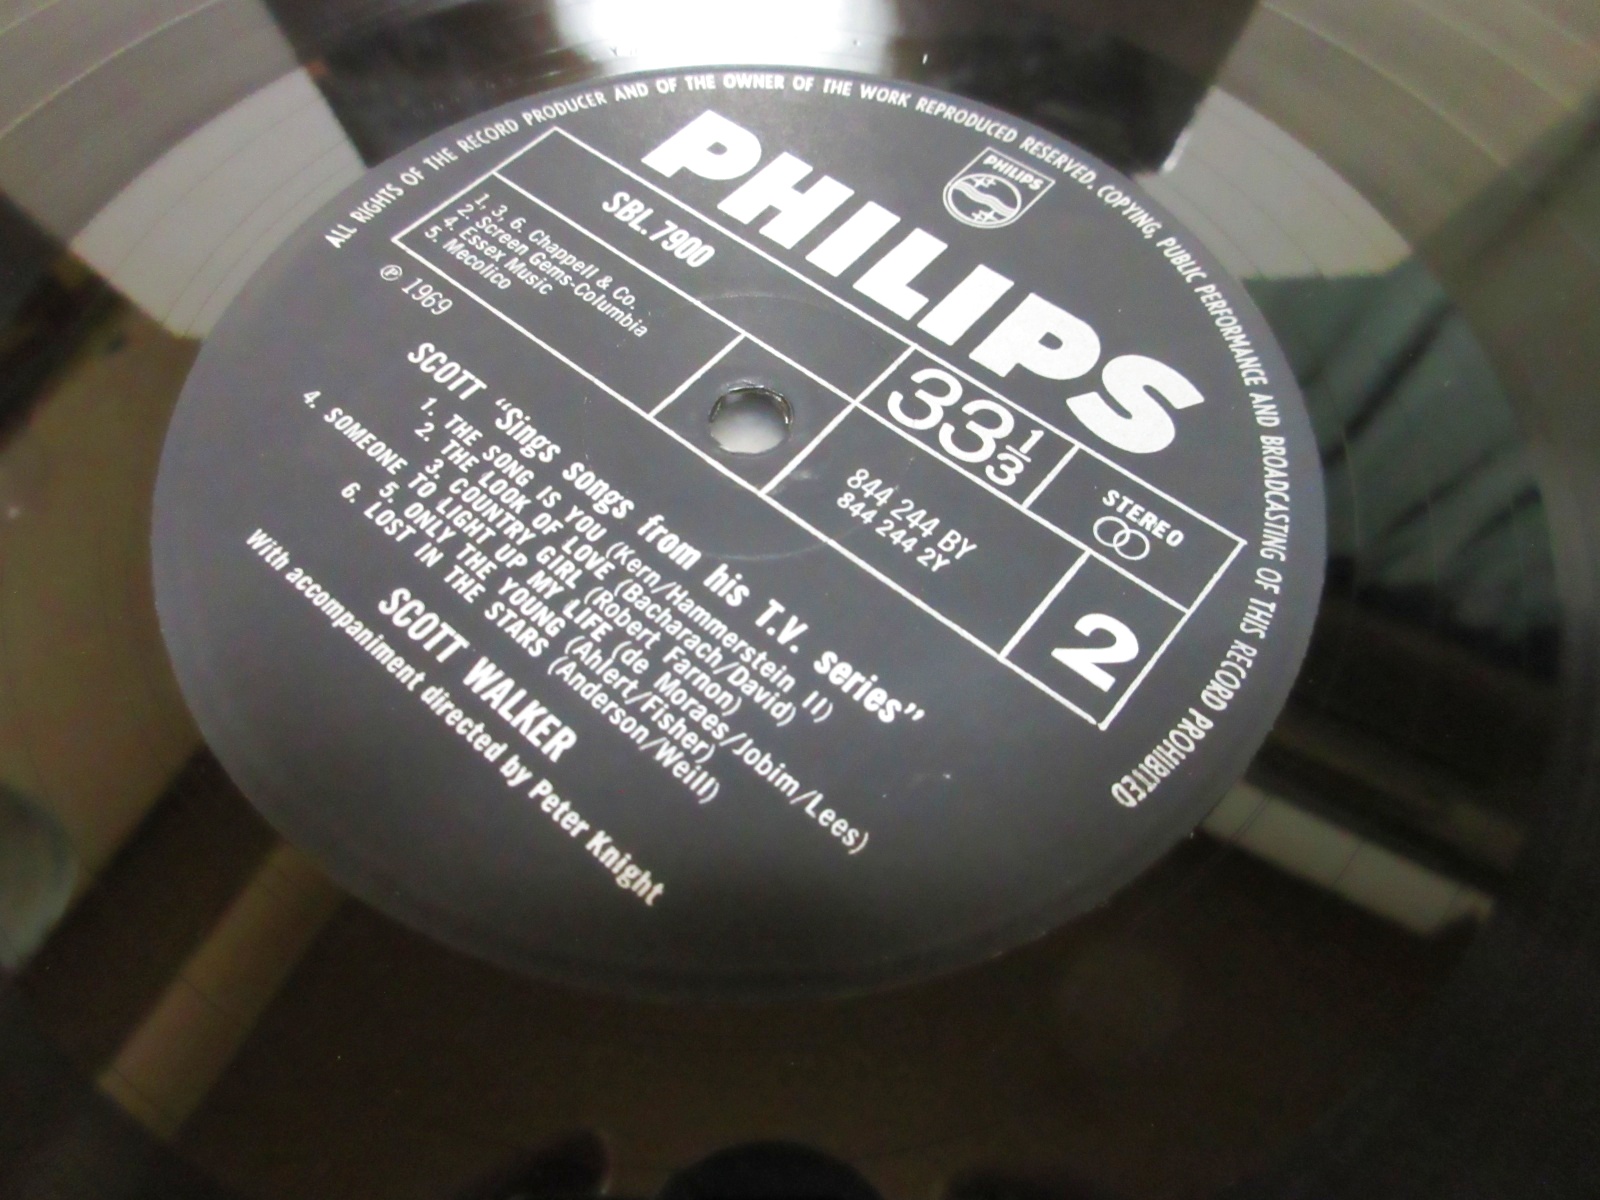 ALL RIGHTS OF THE RECORD PRODUCER AND OF THE OWNER OF THE WORK REPRODUCED RESERVED. COPYING, PUBLIC PERFORMANCE AND BROADCASTING OF THIS RECORD PROHIBITED
PHILIPS
PHILIPS
SBL. 7900
1, 3, 6. Chappell & Co.
2. Screen Gems-Columbia
4. Essex Music
5. Mecolico
℗ 1969
33⅓
STEREO
844 244 BY
844 244 2Y
2
SCOTT “Sings songs from his T.V. series”
1. THE SONG IS YOU (Kern/Hammerstein II)
2. THE LOOK OF LOVE (Bacharach/David)
3. COUNTRY GIRL (Robert Farnon)
4. SOMEONE TO LIGHT UP MY LIFE (de Moraes/Jobim/Lees)
5. ONLY THE YOUNG (Ahlert/Fisher)
6. LOST IN THE STARS (Anderson/Weill)
SCOTT WALKER
With accompaniment directed by Peter Knight